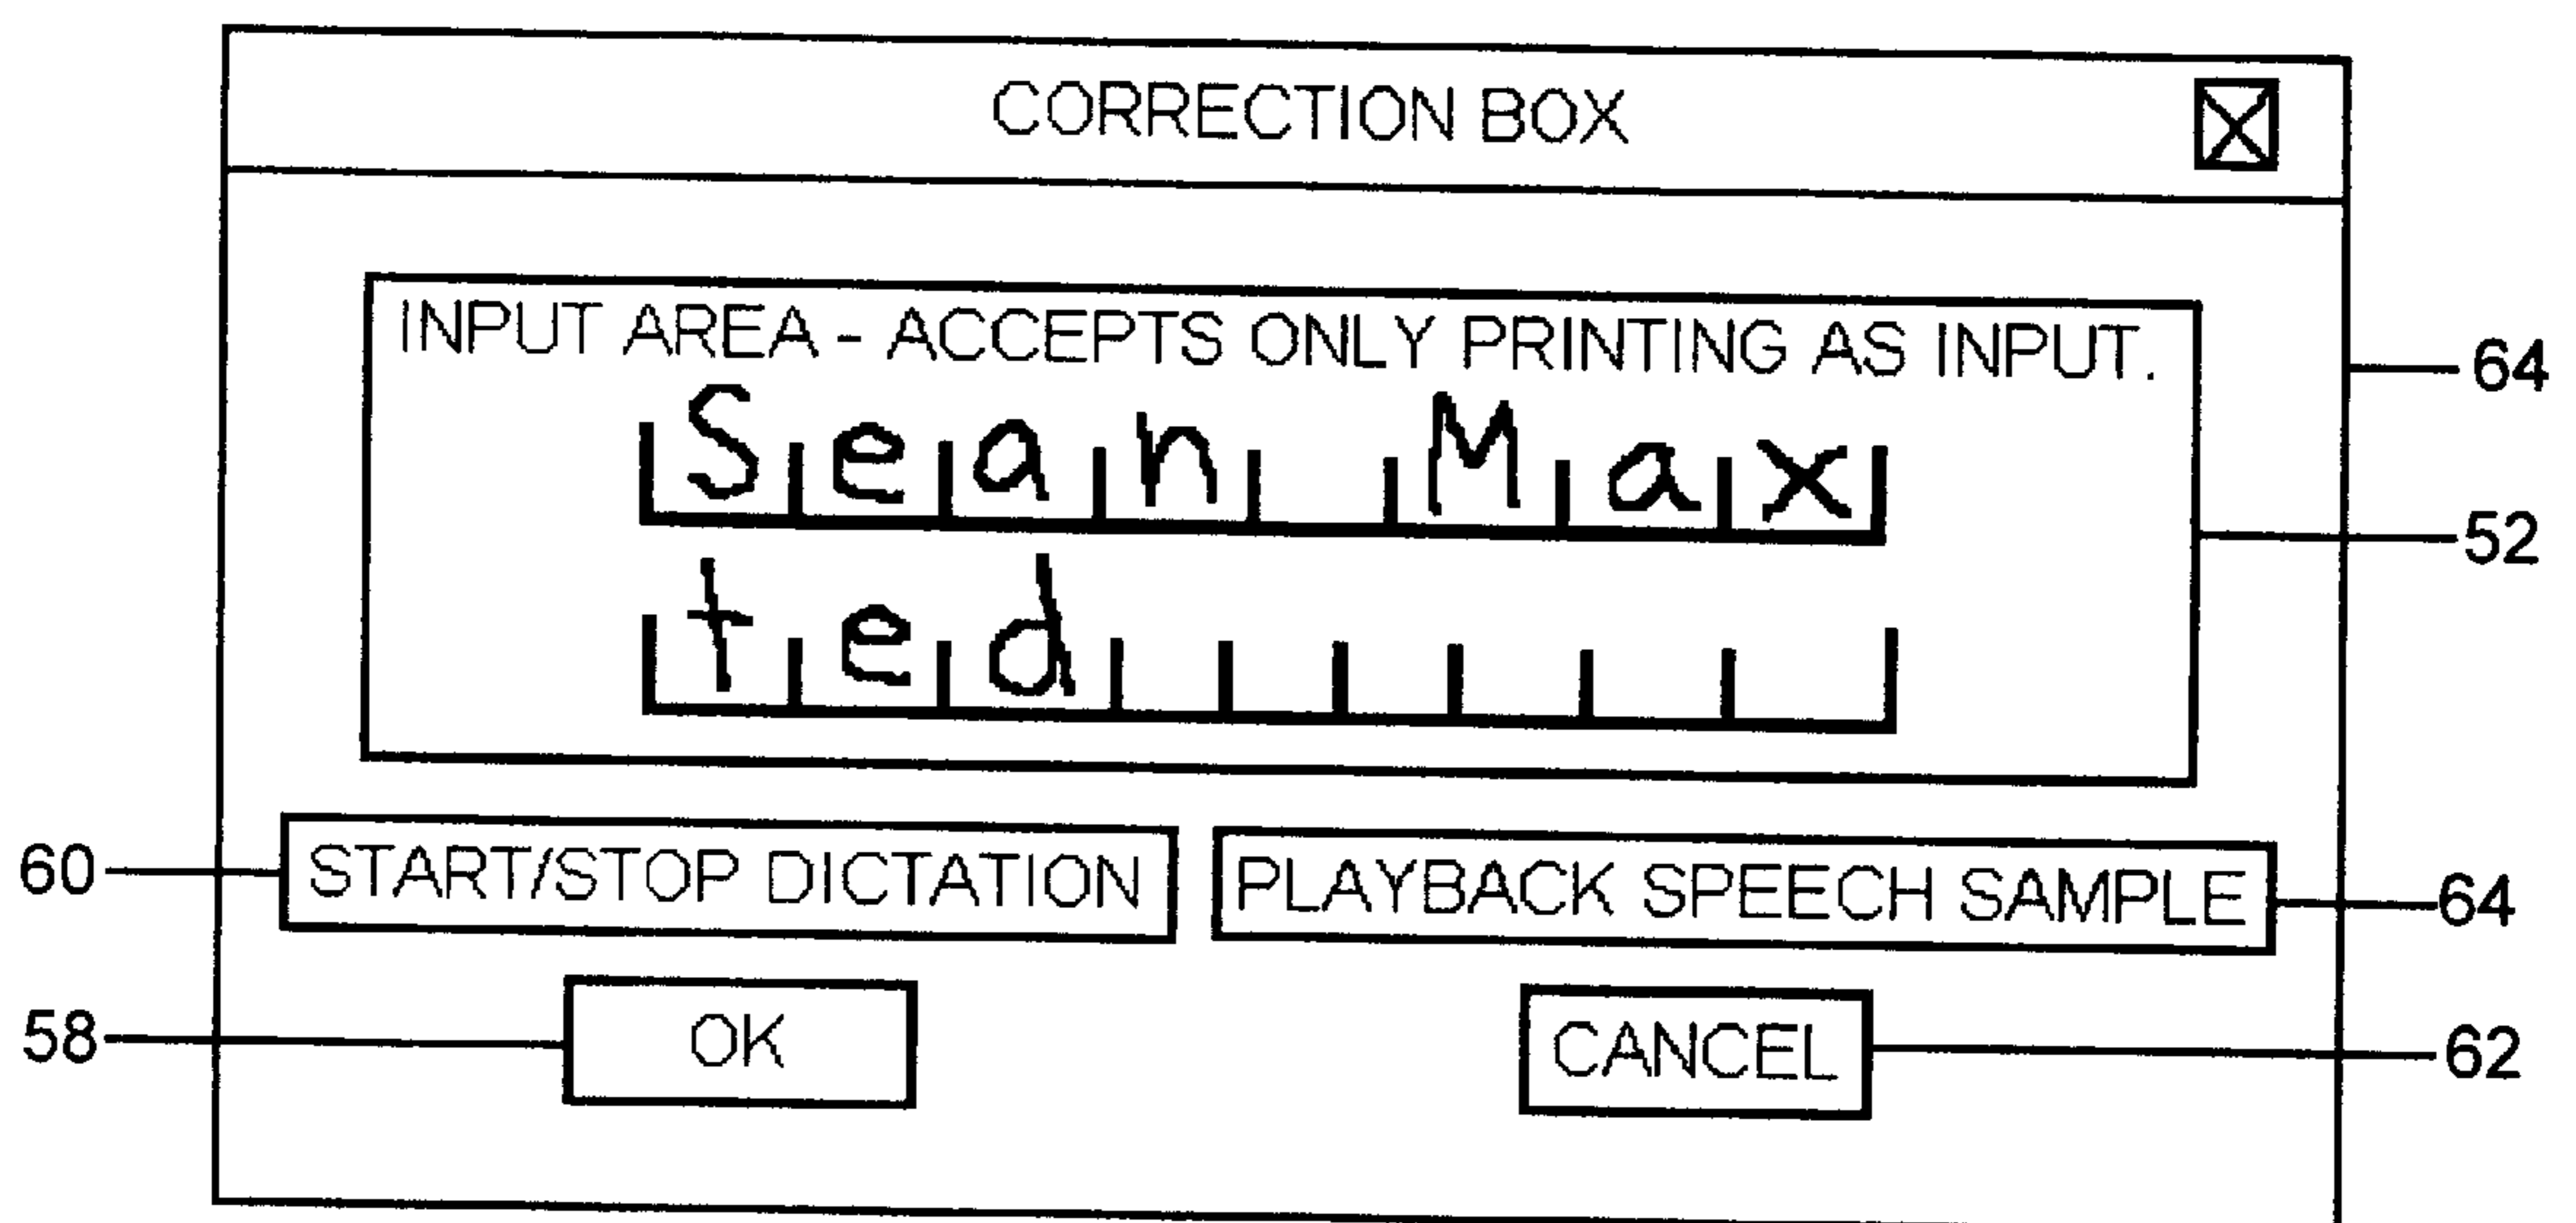 CORRECTION BOX
INPUT AREA - ACCEPTS ONLY PRINTING AS INPUT.
64
Sean Max
52
ted
60 START/STOP DICTATION PLAYBACK SPEECH SAMPLE 64
58 OK CANCEL 62